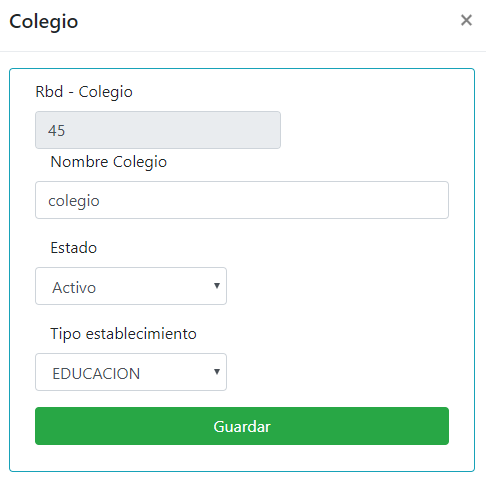 Colegio ×
Rbd - Colegio
45
Nombre Colegio
colegio
Estado
Activo
Tipo establecimiento
EDUCACION
Guardar